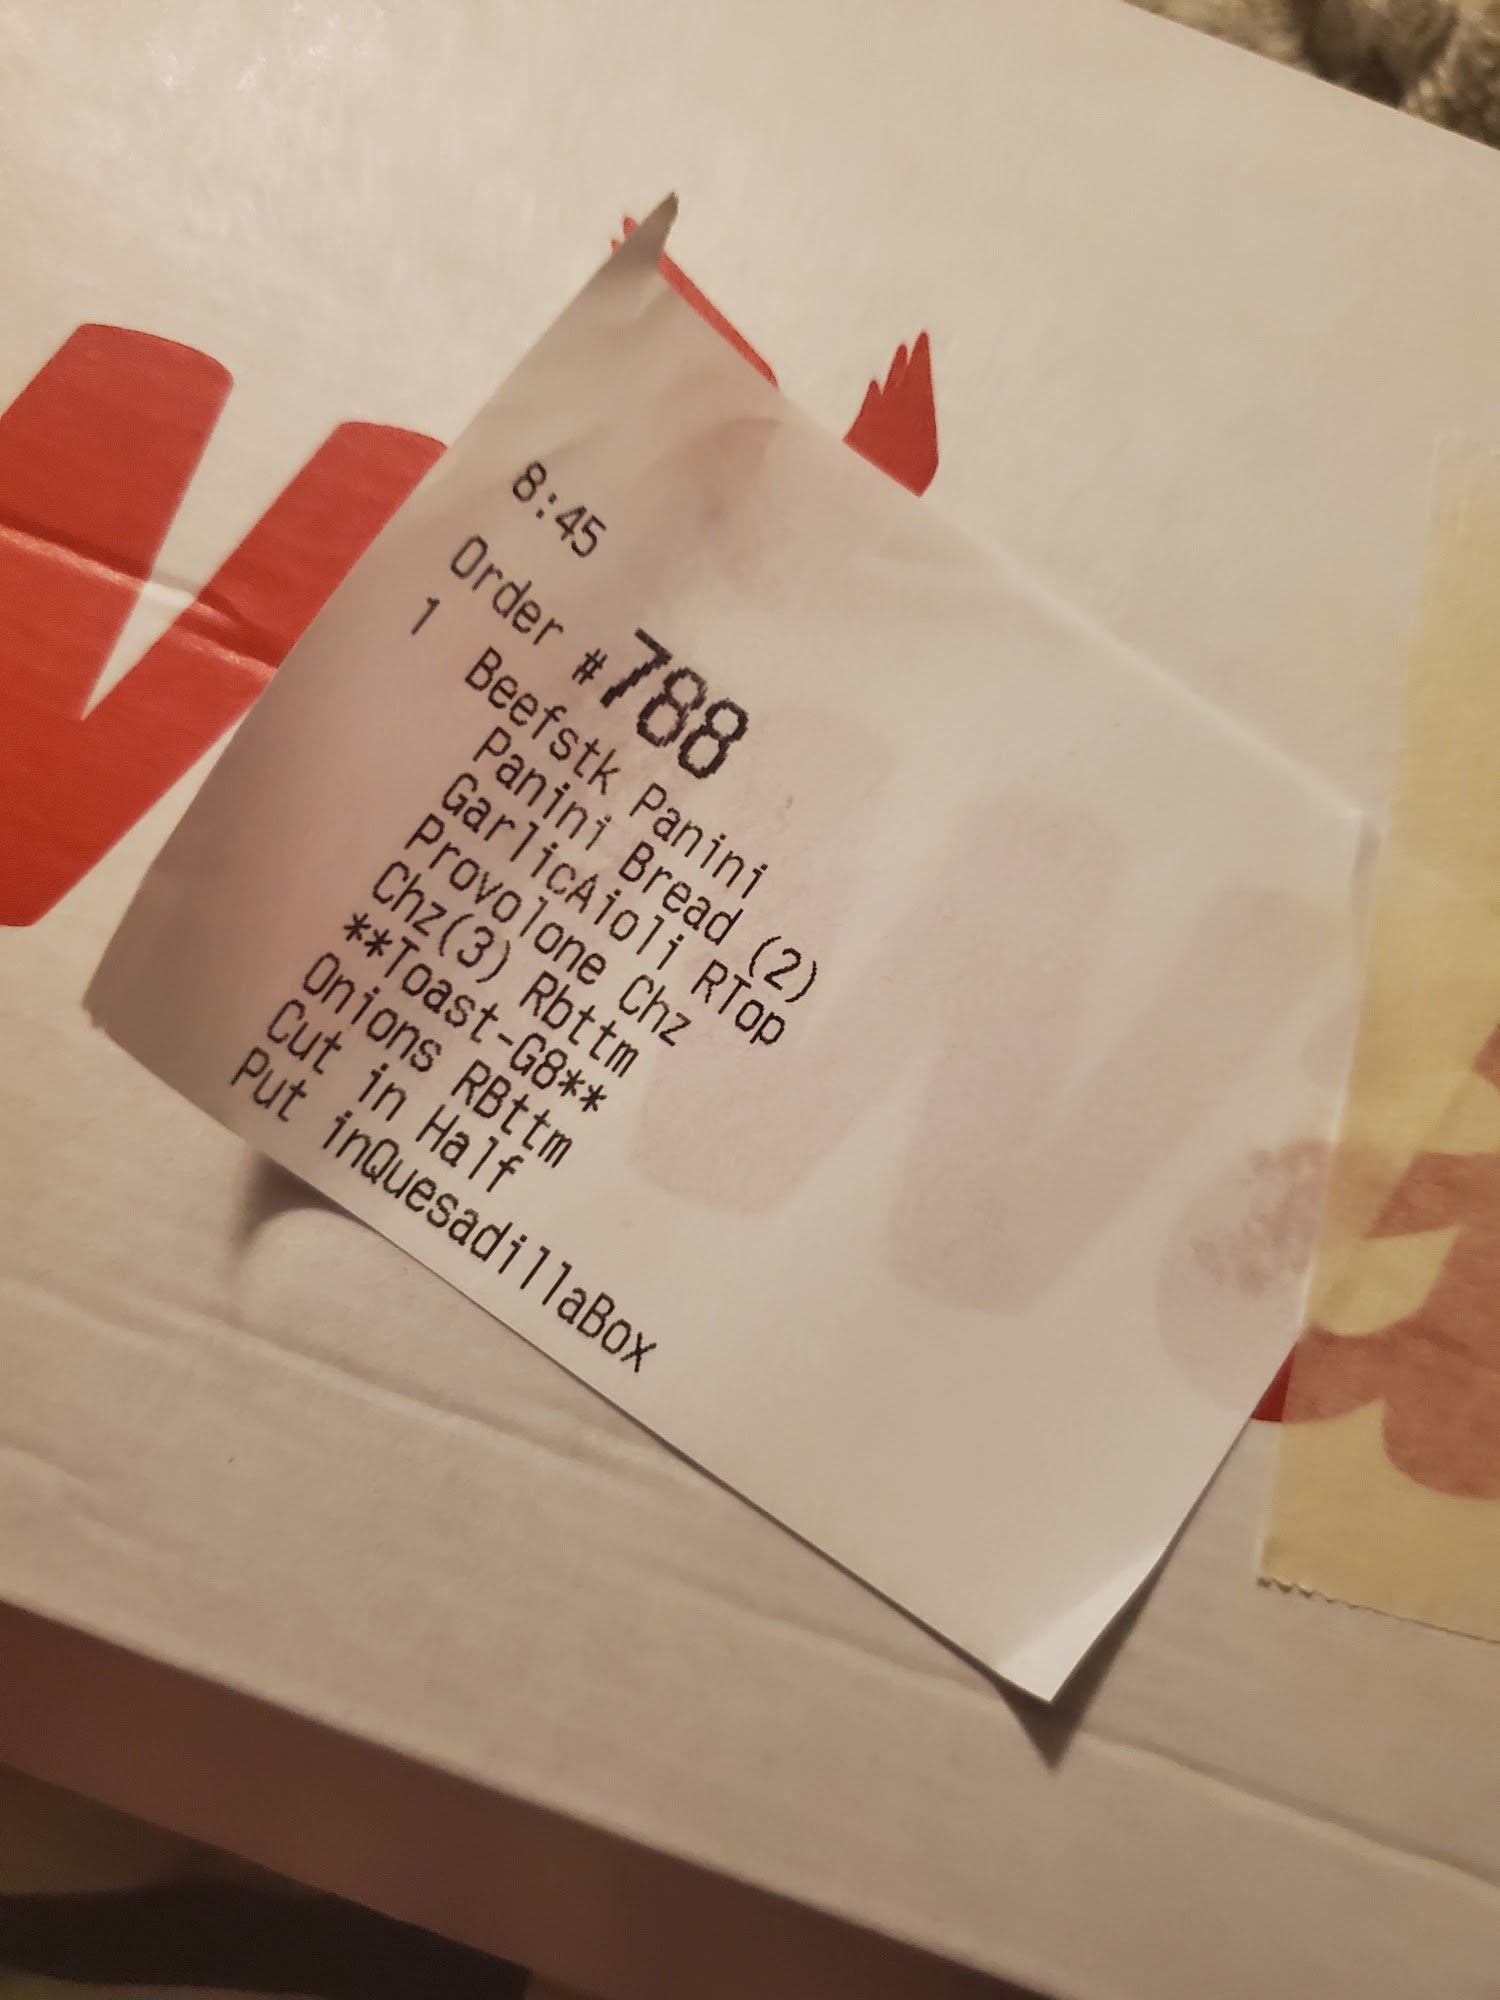 8:45
Order #788
1 Beefstk Panini
Panini Bread (2)
GarlicAioli RTop
Provolone Chz
Chz(3) Rbttm
**Toast-G8**
Onions RBttm
Cut in Half
Put inQuesadillaBox